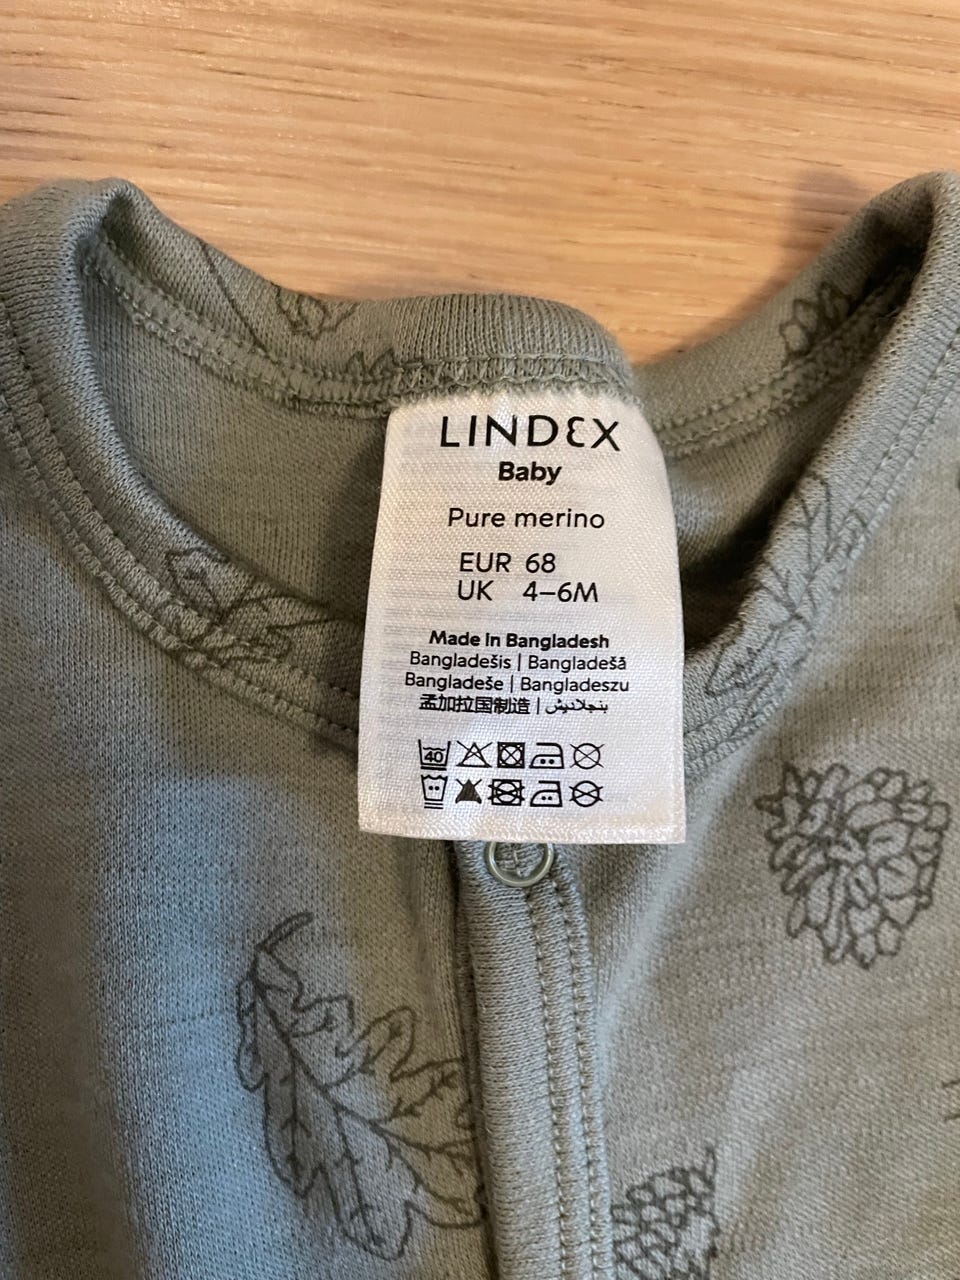 LINDEX
Baby
Pure merino
EUR 68
UK 4–6M
Made in Bangladesh
Bangladešis | Bangladešā
Bangladeše | Bangladeszu
孟加拉国制造 | بنجلاديش
40